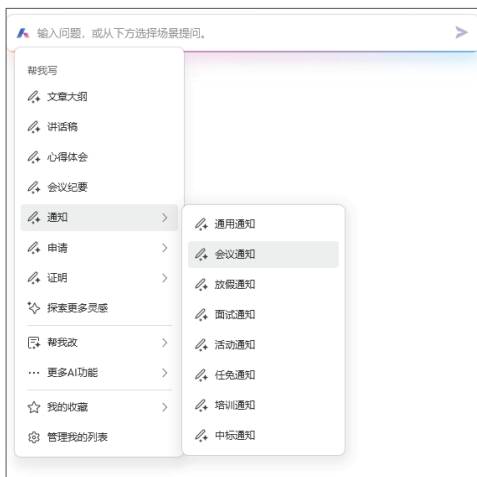 输入问题，或从下方选择场景提问。
帮我写
文章大纲
讲话稿
心得体会
会议纪要
通知
申请
证明
探索更多灵感
帮我改
更多AI功能
我的收藏
管理我的列表
通用通知
会议通知
放假通知
面试通知
活动通知
任免通知
培训通知
中标通知